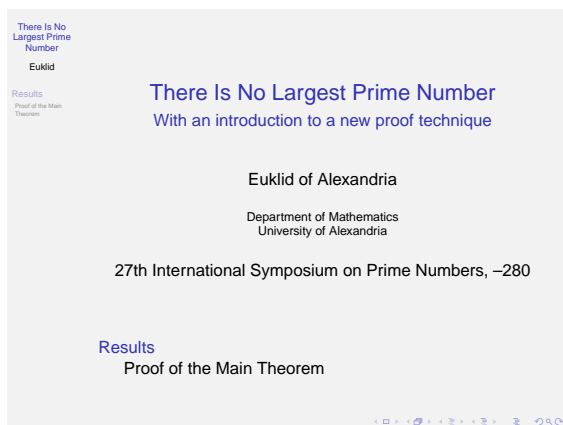 There Is No
Largest Prime
Number
Euklid
Results
Proof of the Main
Theorem
There Is No Largest Prime Number
With an introduction to a new proof technique
Euklid of Alexandria
Department of Mathematics
University of Alexandria
27th International Symposium on Prime Numbers, –280
Results
Proof of the Main Theorem